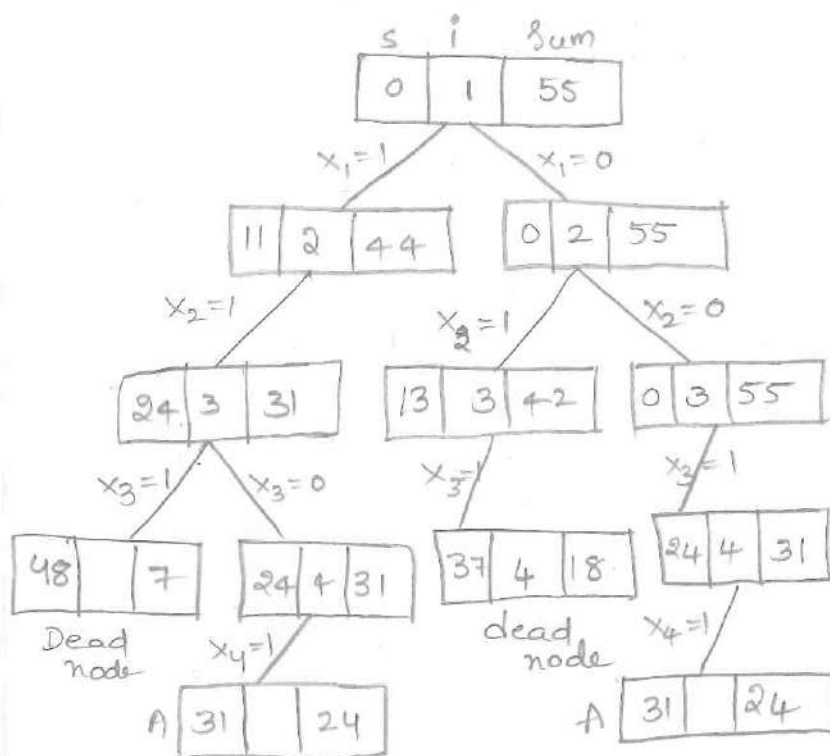 s i Sum
0 1 55
x₁=1 x₁=0
11 2 44 0 2 55
x₂=1 x₂=1 x₂=0
24 3 31 13 3 42 0 3 55
x₃=1 x₃=0 x₃=1 x₃=1
48 7 24 4 31 37 4 18 24 4 31
Dead node x₄=1 dead node x₄=1
A 31 24 A 31 24